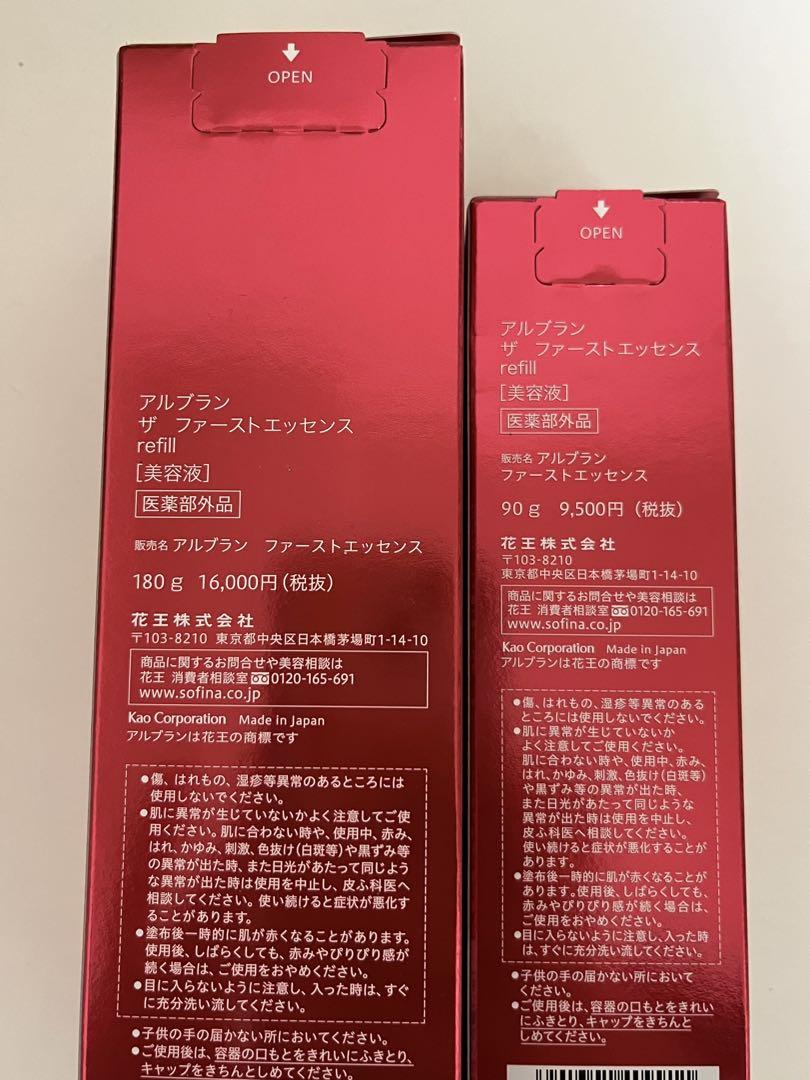 OPEN
アルブラン
ザ　ファーストエッセンス
refill
［美容液］
医薬部外品
販売名 アルブラン　ファーストエッセンス
180ｇ 16,000円（税抜）
花王株式会社
〒103-8210 東京都中央区日本橋茅場町1-14-10
商品に関するお問合せや美容相談は
花王 消費者相談室 0120-165-691
www.sofina.co.jp
Kao Corporation Made in Japan
アルブランは花王の商標です
●傷、はれもの、湿疹等異常のあるところには
使用しないでください。
●肌に異常が生じていないかよく注意してご使
用ください。肌に合わない時や、使用中、赤み、
はれ、かゆみ、刺激、色抜け（白斑等）や黒ずみ等
の異常が出た時、また日光があたって同じよう
な異常が出た時は使用を中止し、皮ふ科医へ
相談してください。使い続けると症状が悪化す
ることがあります。
●塗布後一時的に肌が赤くなることがあります。
使用後、しばらくしても、赤みやぴりぴり感が
続く場合は、ご使用をおやめください。
●目に入らないように注意し、入った時は、すぐ
に充分洗い流してください。
●子供の手の届かない所においてください。
●ご使用後は、容器の口もとをきれいにふきとり、
キャップをきちんとしめてください。
OPEN
アルブラン
ザ　ファーストエッセンス
refill
［美容液］
医薬部外品
販売名 アルブラン
ファーストエッセンス
90ｇ 9,500円（税抜）
花王株式会社
〒103-8210
東京都中央区日本橋茅場町1-14-10
商品に関するお問合せや美容相談は
花王 消費者相談室 0120-165-691
www.sofina.co.jp
Kao Corporation Made in Japan
アルブランは花王の商標です
●傷、はれもの、湿疹等異常のある
ところには使用しないでください。
●肌に異常が生じていないか
よく注意してご使用ください。
肌に合わない時や、使用中、赤み、
はれ、かゆみ、刺激、色抜け（白斑等）
や黒ずみ等の異常が出た時、
また日光があたって同じような
異常が出た時は使用を中止し、
皮ふ科医へ相談してください。
使い続けると症状が悪化することが
あります。
●塗布後一時的に肌が赤くなることが
あります。使用後、しばらくしても、
赤みやぴりぴり感が続く場合は、
ご使用をおやめください。
●目に入らないように注意し、入った時
は、すぐに充分洗い流してください。
●子供の手の届かない所において
ください。
●ご使用後は、容器の口もとをきれい
にふきとり、キャップをきちんと
しめてください。